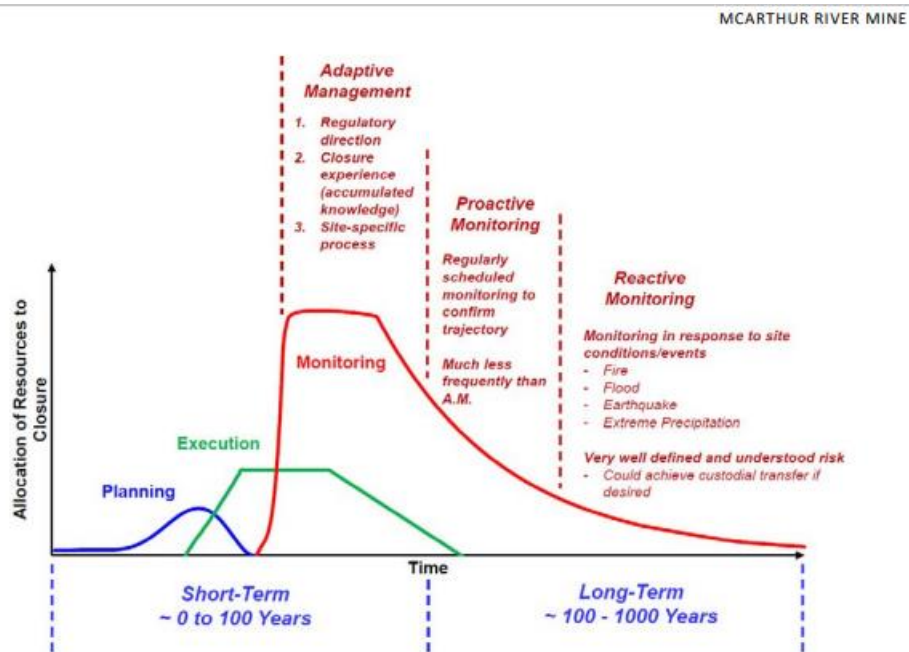 MCARTHUR RIVER MINE
Adaptive
Management
1. Regulatory
direction
2. Closure
experience
(accumulated
knowledge)
3. Site-specific
process
Proactive
Monitoring
Regularly
scheduled
monitoring to
confirm
trajectory
Much less
frequently than
A.M.
Reactive
Monitoring
Monitoring in response to site
conditions/events
- Fire
- Flood
- Earthquake
- Extreme Precipitation
Very well defined and understood risk
- Could achieve custodial transfer if
desired
Allocation of Resources to
Closure
Monitoring
Execution
Planning
Time
Short-Term
~ 0 to 100 Years
Long-Term
~ 100 - 1000 Years